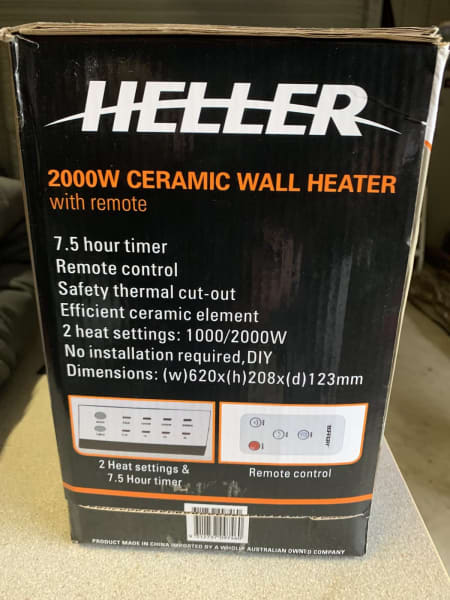 HELLER
2000W CERAMIC WALL HEATER
with remote
7.5 hour timer
Remote control
Safety thermal cut-out
Efficient ceramic element
2 heat settings: 1000/2000W
No installation required,DIY
Dimensions: (w)620x(h)208x(d)123mm
2 Heat settings &
7.5 Hour timer
Remote control
PRODUCT MADE IN CHINA IMPORTED BY A WHOLLY AUSTRALIAN OWNED COMPANY